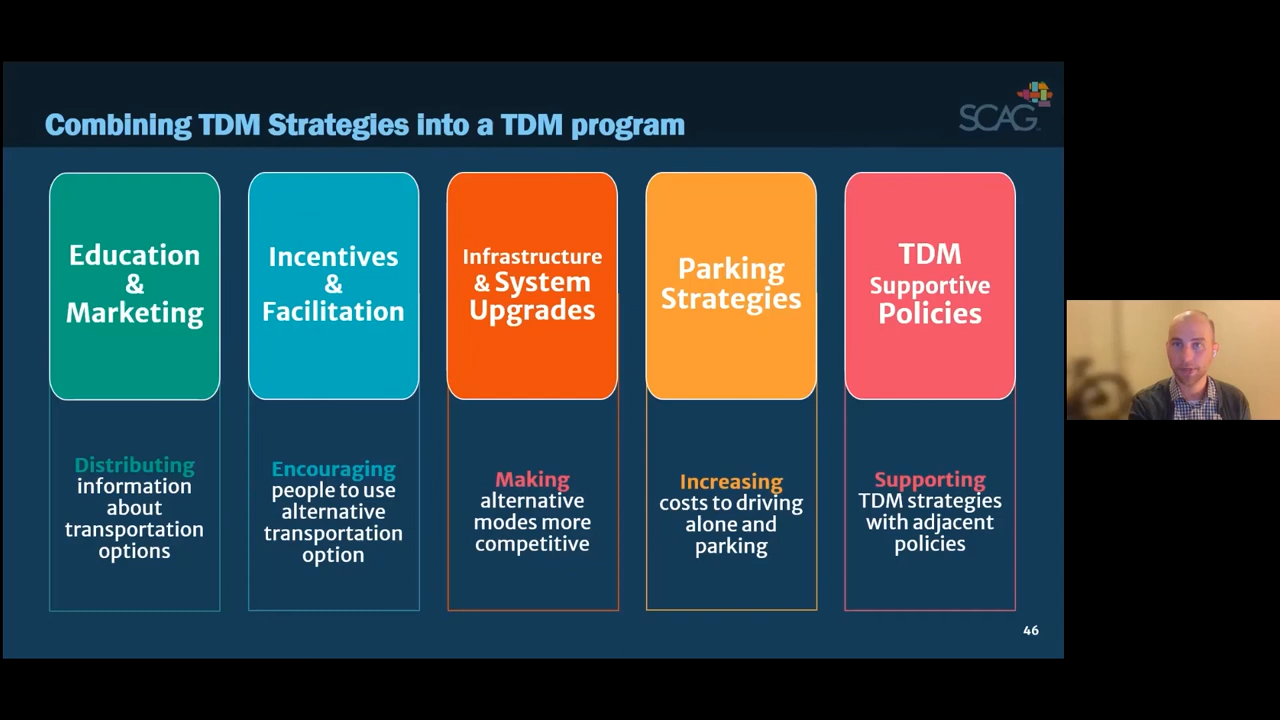 Combining TDM Strategies into a TDM program
SCAG
Education
&
Marketing
Distributing
information
about
transportation
options
Incentives
&
Facilitation
Encouraging
people to use
alternative
transportation
option
Infrastructure
& System
Upgrades
Making
alternative
modes more
competitive
Parking
Strategies
Increasing
costs to driving
alone and
parking
TDM
Supportive
Policies
Supporting
TDM strategies
with adjacent
policies
46